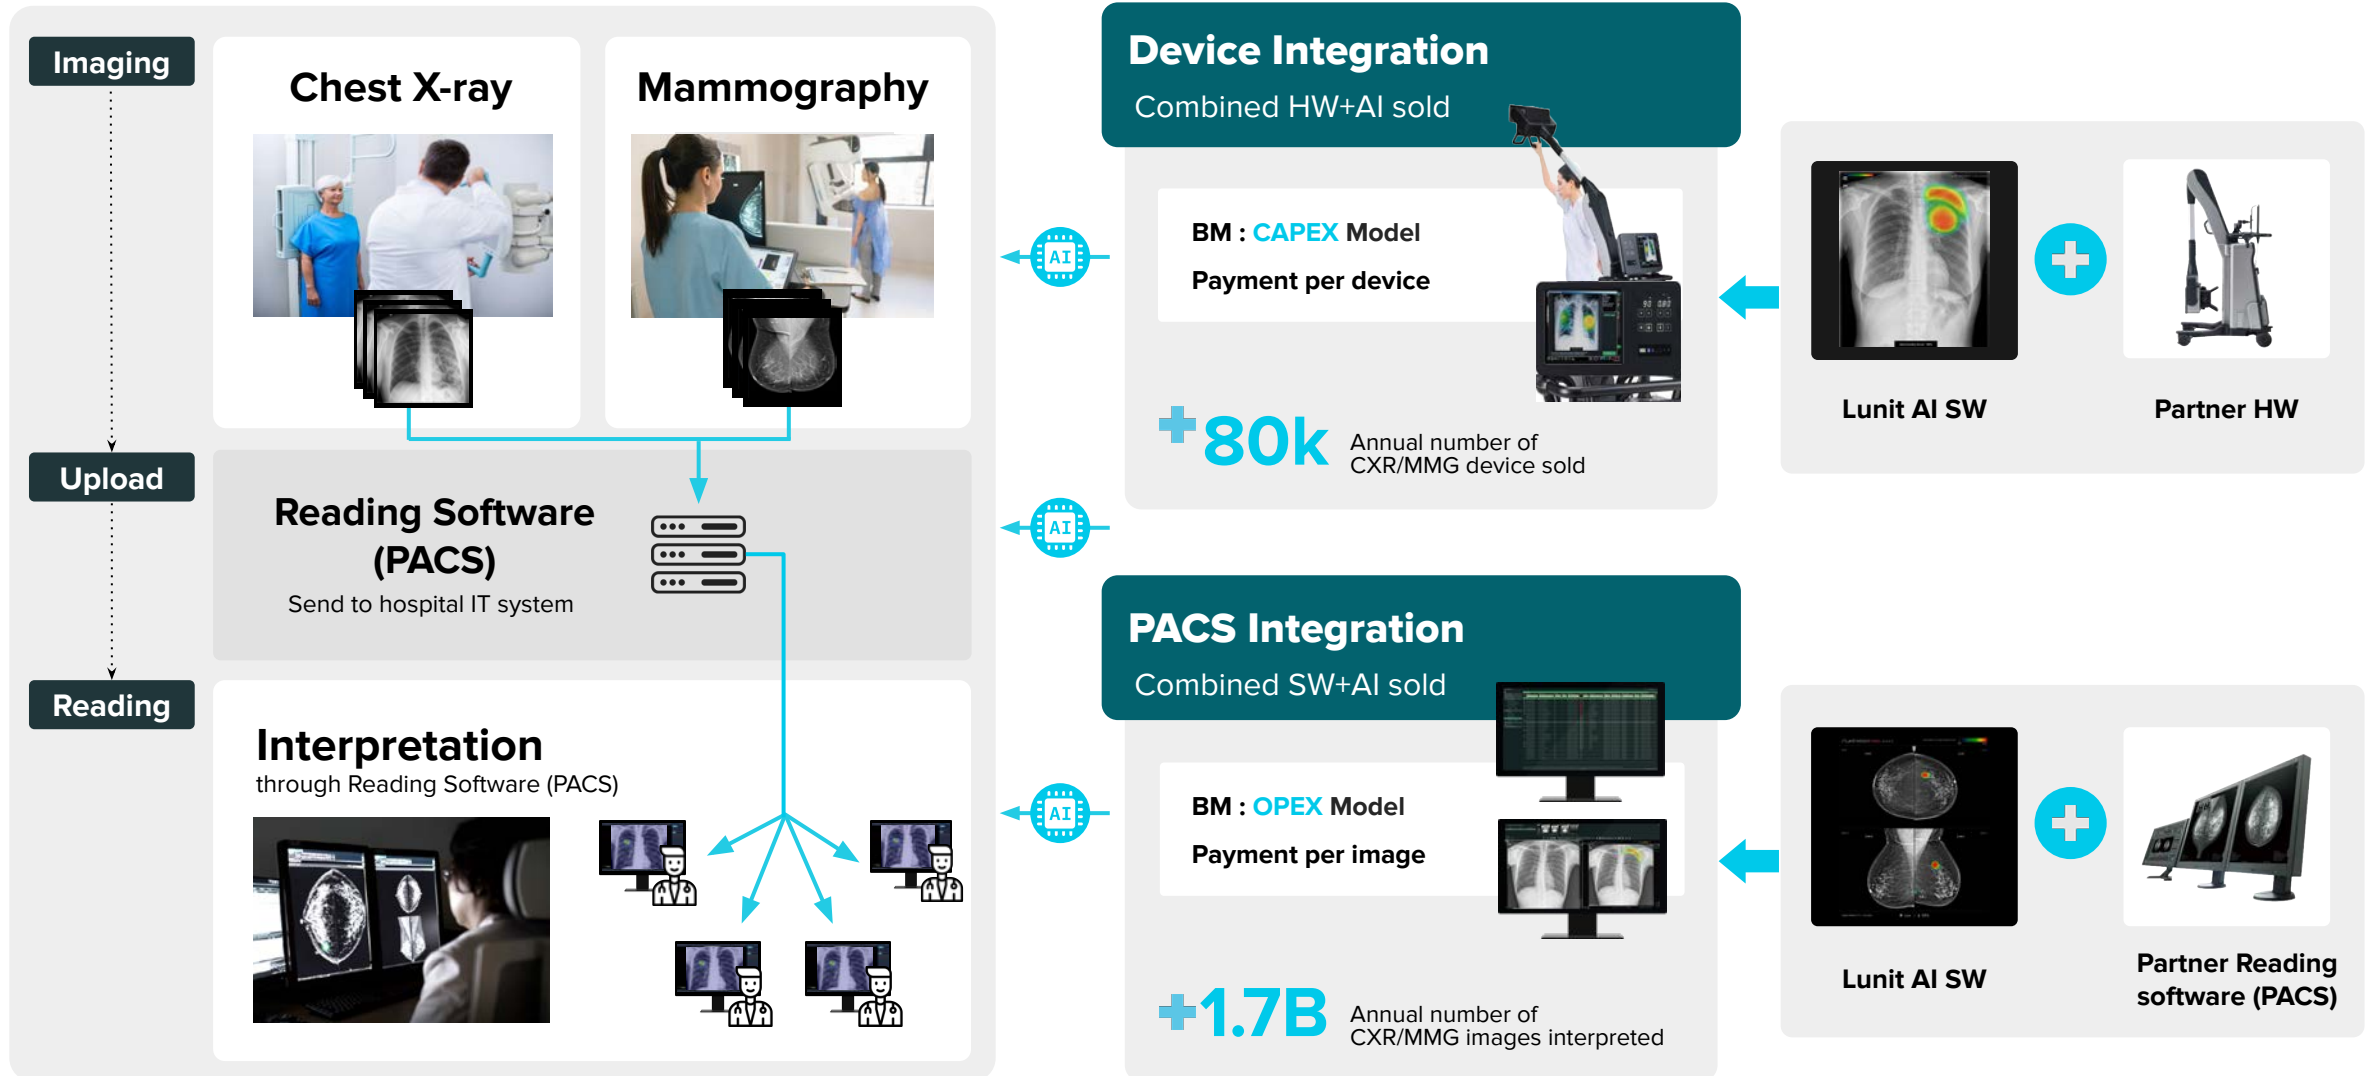 Imaging
Chest X-ray
Mammography
Upload
Reading Software
(PACS)
Send to hospital IT system
Reading
Interpretation
through Reading Software (PACS)
AI
AI
AI
Device Integration
Combined HW+AI sold
BM : CAPEX Model
Payment per device
+80k
Annual number of
CXR/MMG device sold
Lunit AI SW
Partner HW
PACS Integration
Combined SW+AI sold
BM : OPEX Model
Payment per image
+1.7B
Annual number of
CXR/MMG images interpreted
Lunit AI SW
Partner Reading
software (PACS)